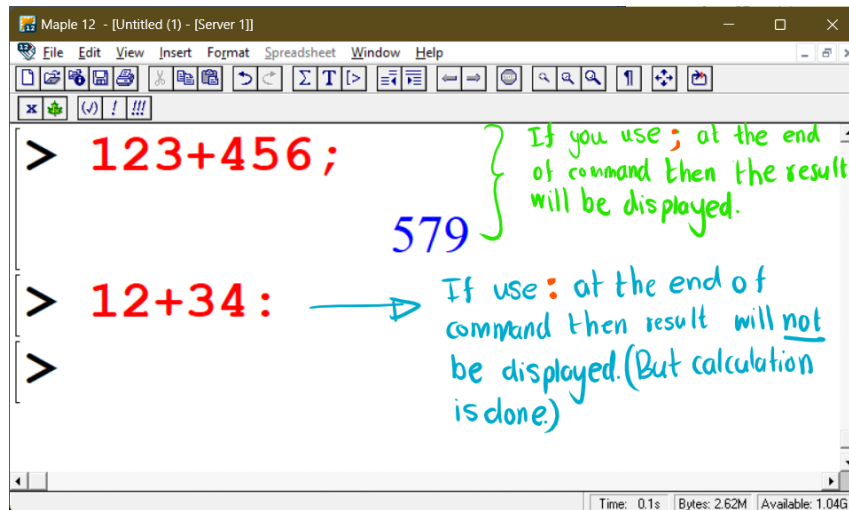 Maple 12 - [Untitled (1) - [Server 1]]
File Edit View Insert Format Spreadsheet Window Help
> 123+456;
579
If you use ; at the end
of command then the result
will be displayed.
> 12+34:
If use : at the end of
command then result will not
be displayed. (But calculation
is done.)
>
Time: 0.1s Bytes: 2.62M Available: 1.04G